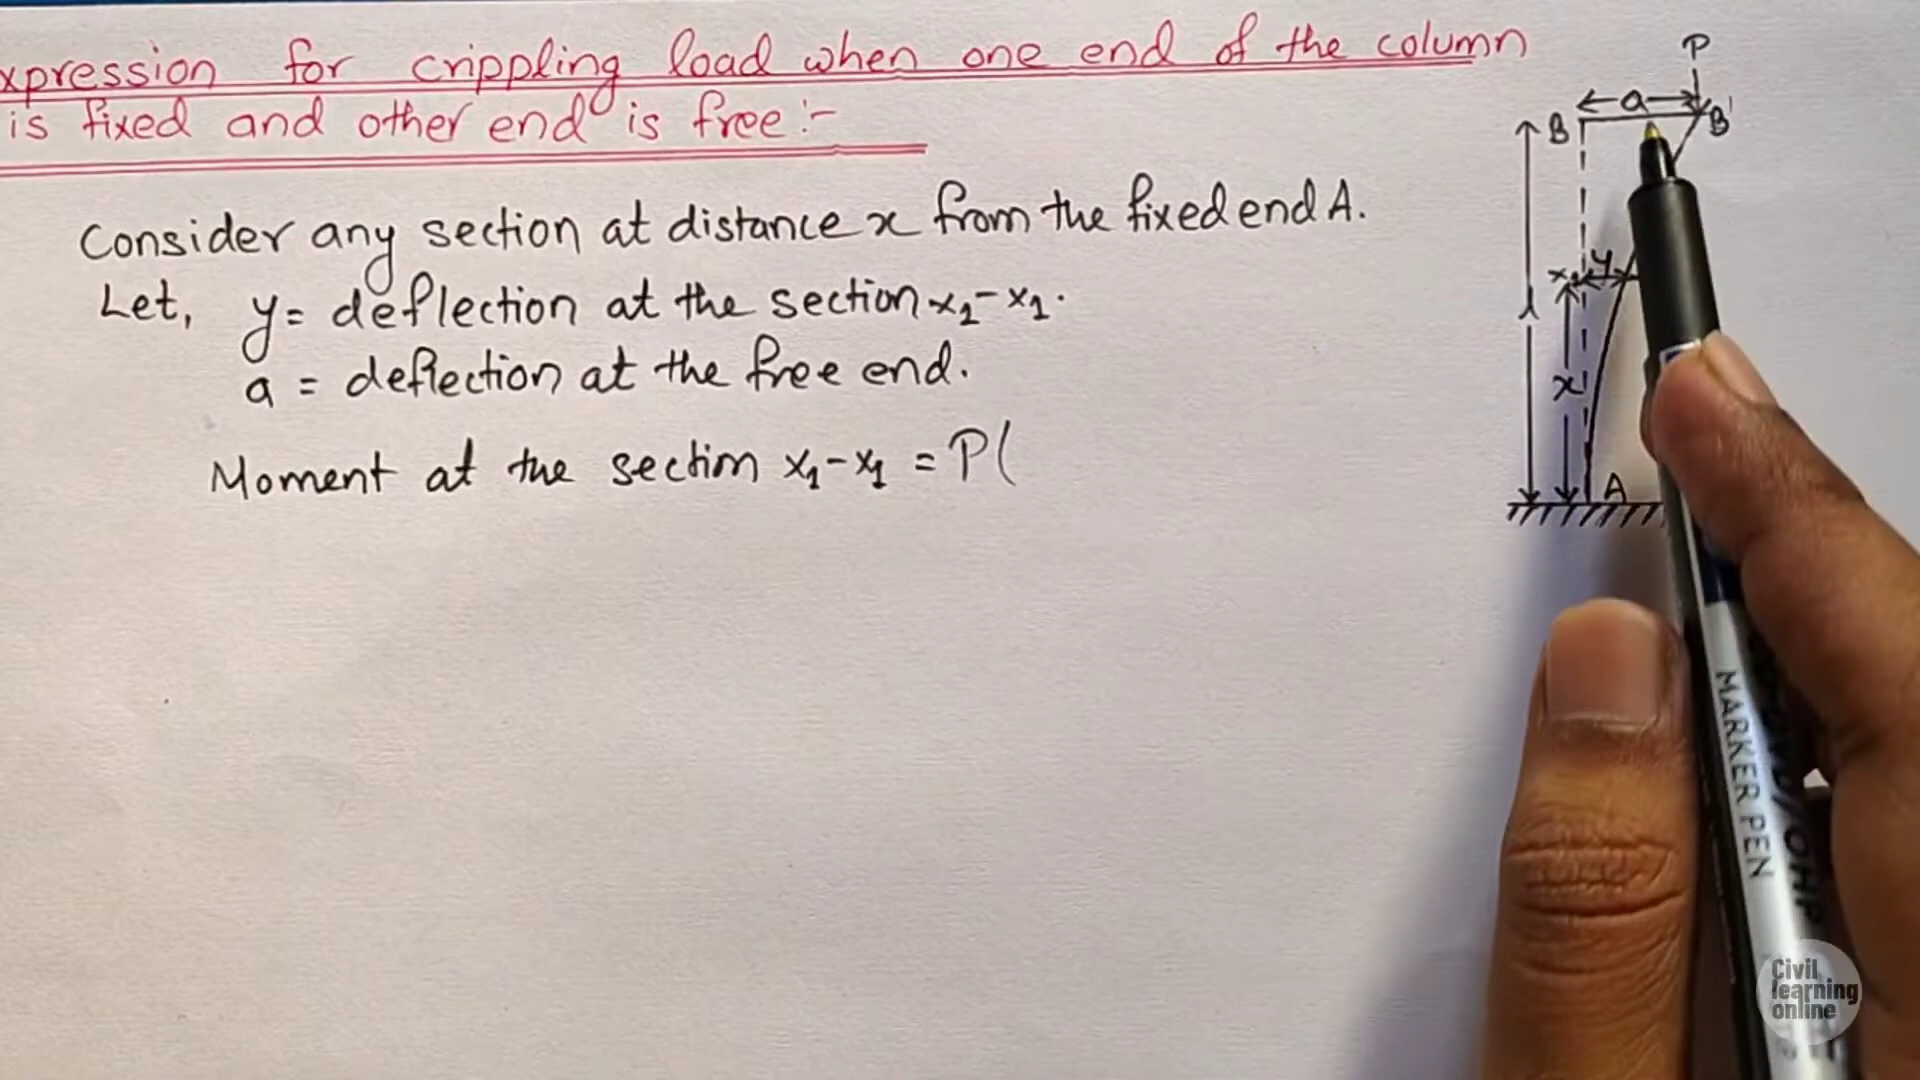 xpression for crippling load when one end of the column
is fixed and other end is free :-
Consider any section at distance x from the fixed end A.
Let, y = deflection at the section x1-x1.
a = deflection at the free end.
Moment at the section x1-x1 = P(
P
a
B B'
x y
l
x
A
MARKER PEN
Civil
learning
online